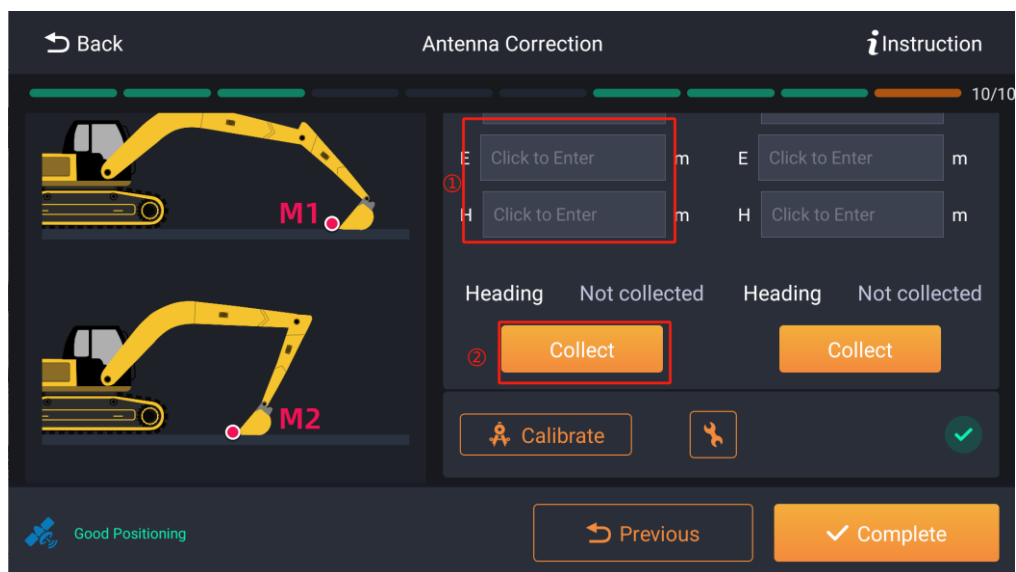 Back
Antenna Correction
Instruction
10/10
M1
M2
①
E Click to Enter m
H Click to Enter m
E Click to Enter m
H Click to Enter m
Heading Not collected
Heading Not collected
②
Collect
Collect
Calibrate
Good Positioning
Previous
Complete